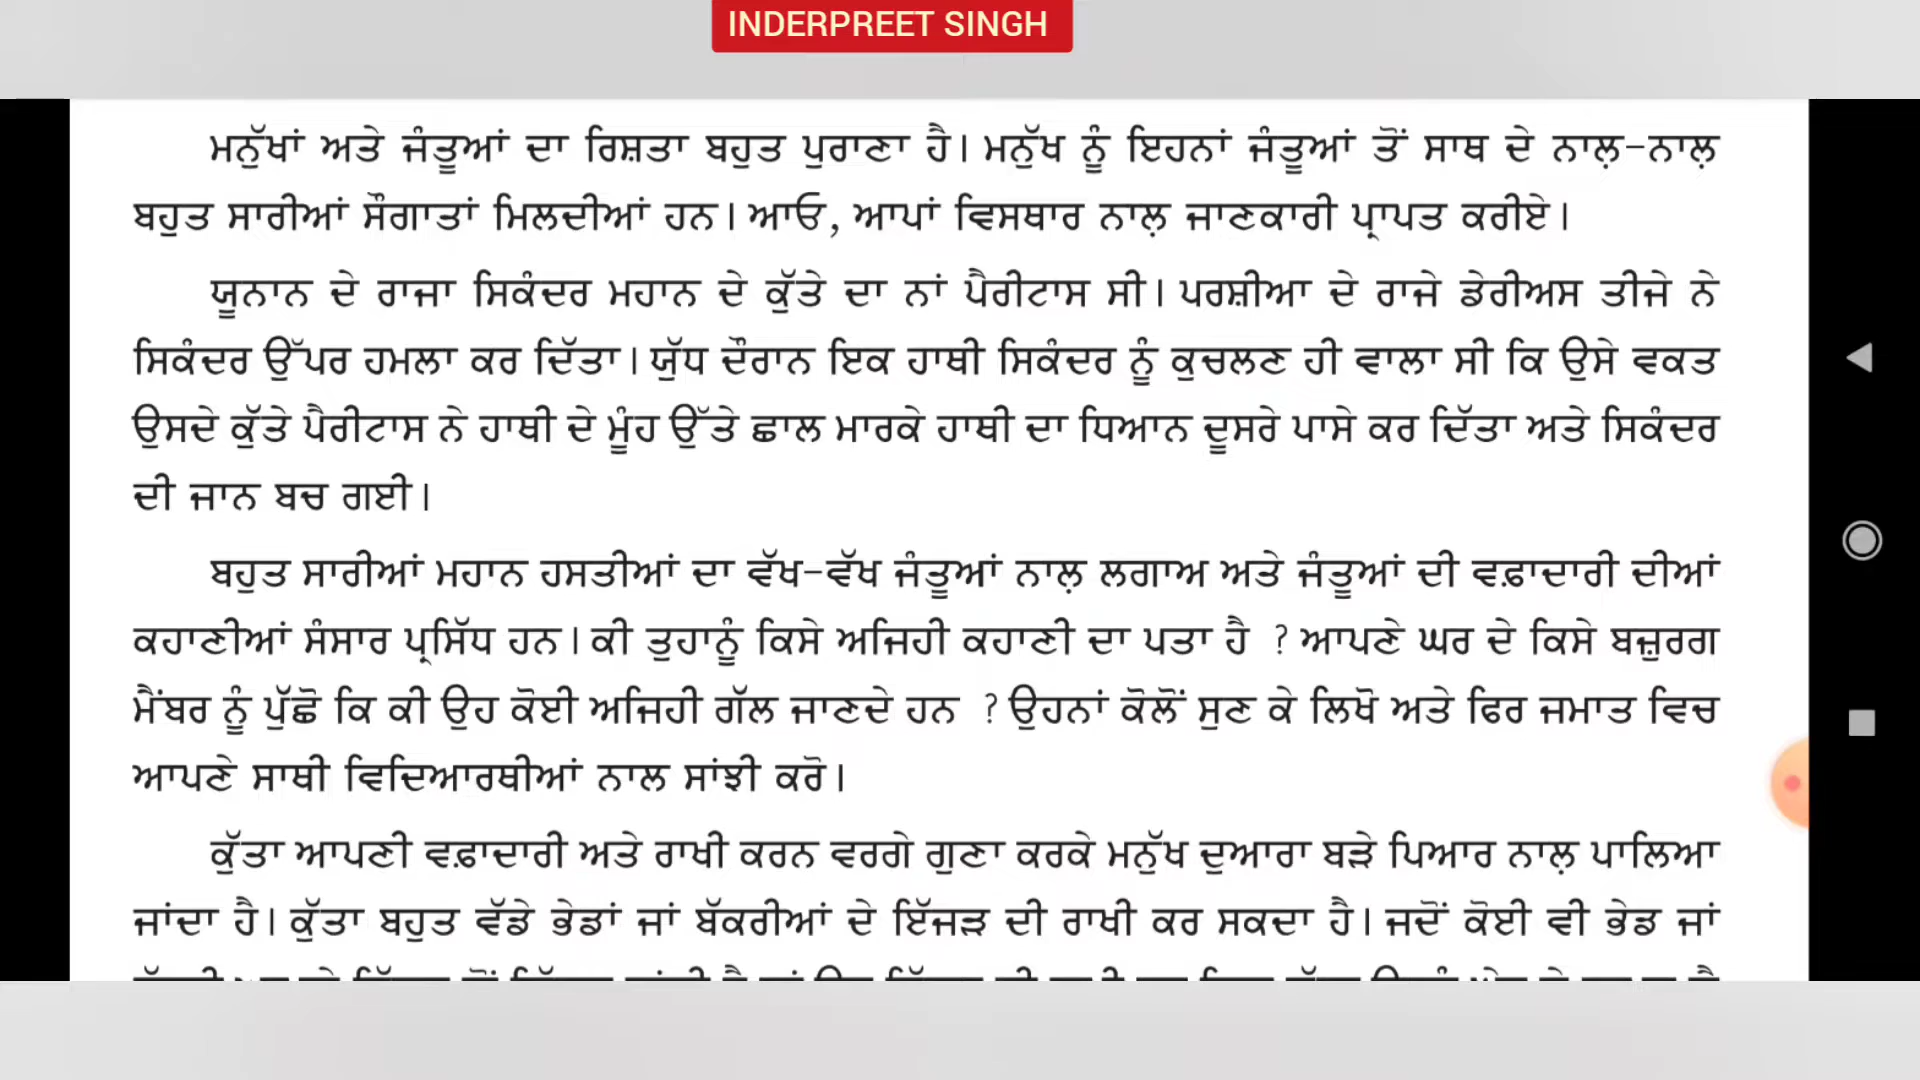 INDERPREET SINGH
ਮਨੁੱਖਾਂ ਅਤੇ ਜੰਤੂਆਂ ਦਾ ਰਿਸ਼ਤਾ ਬਹੁਤ ਪੁਰਾਣਾ ਹੈ। ਮਨੁੱਖ ਨੂੰ ਇਹਨਾਂ ਜੰਤੂਆਂ ਤੋਂ ਸਾਥ ਦੇ ਨਾਲ਼-ਨਾਲ਼
ਬਹੁਤ ਸਾਰੀਆਂ ਸੌਗਾਤਾਂ ਮਿਲਦੀਆਂ ਹਨ। ਆਓ, ਆਪਾਂ ਵਿਸਥਾਰ ਨਾਲ਼ ਜਾਣਕਾਰੀ ਪ੍ਰਾਪਤ ਕਰੀਏ।
ਯੂਨਾਨ ਦੇ ਰਾਜਾ ਸਿਕੰਦਰ ਮਹਾਨ ਦੇ ਕੁੱਤੇ ਦਾ ਨਾਂ ਪੈਰੀਟਾਸ ਸੀ। ਪਰਸ਼ੀਆ ਦੇ ਰਾਜੇ ਡੇਰੀਅਸ ਤੀਜੇ ਨੇ
ਸਿਕੰਦਰ ਉੱਪਰ ਹਮਲਾ ਕਰ ਦਿੱਤਾ। ਯੁੱਧ ਦੌਰਾਨ ਇਕ ਹਾਥੀ ਸਿਕੰਦਰ ਨੂੰ ਕੁਚਲਣ ਹੀ ਵਾਲਾ ਸੀ ਕਿ ਉਸੇ ਵਕਤ
ਉਸਦੇ ਕੁੱਤੇ ਪੈਰੀਟਾਸ ਨੇ ਹਾਥੀ ਦੇ ਮੂੰਹ ਉੱਤੇ ਛਾਲ ਮਾਰਕੇ ਹਾਥੀ ਦਾ ਧਿਆਨ ਦੂਸਰੇ ਪਾਸੇ ਕਰ ਦਿੱਤਾ ਅਤੇ ਸਿਕੰਦਰ
ਦੀ ਜਾਨ ਬਚ ਗਈ।
ਬਹੁਤ ਸਾਰੀਆਂ ਮਹਾਨ ਹਸਤੀਆਂ ਦਾ ਵੱਖ-ਵੱਖ ਜੰਤੂਆਂ ਨਾਲ਼ ਲਗਾਅ ਅਤੇ ਜੰਤੂਆਂ ਦੀ ਵਫ਼ਾਦਾਰੀ ਦੀਆਂ
ਕਹਾਣੀਆਂ ਸੰਸਾਰ ਪ੍ਰਸਿੱਧ ਹਨ। ਕੀ ਤੁਹਾਨੂੰ ਕਿਸੇ ਅਜਿਹੀ ਕਹਾਣੀ ਦਾ ਪਤਾ ਹੈ ? ਆਪਣੇ ਘਰ ਦੇ ਕਿਸੇ ਬਜ਼ੁਰਗ
ਮੈਂਬਰ ਨੂੰ ਪੁੱਛੋ ਕਿ ਕੀ ਉਹ ਕੋਈ ਅਜਿਹੀ ਗੱਲ ਜਾਣਦੇ ਹਨ ? ਉਹਨਾਂ ਕੋਲੋਂ ਸੁਣ ਕੇ ਲਿਖੋ ਅਤੇ ਫਿਰ ਜਮਾਤ ਵਿਚ
ਆਪਣੇ ਸਾਥੀ ਵਿਦਿਆਰਥੀਆਂ ਨਾਲ ਸਾਂਝੀ ਕਰੋ।
ਕੁੱਤਾ ਆਪਣੀ ਵਫ਼ਾਦਾਰੀ ਅਤੇ ਰਾਖੀ ਕਰਨ ਵਰਗੇ ਗੁਣਾ ਕਰਕੇ ਮਨੁੱਖ ਦੁਆਰਾ ਬੜੇ ਪਿਆਰ ਨਾਲ਼ ਪਾਲਿਆ
ਜਾਂਦਾ ਹੈ। ਕੁੱਤਾ ਬਹੁਤ ਵੱਡੇ ਭੇਡਾਂ ਜਾਂ ਬੱਕਰੀਆਂ ਦੇ ਇੱਜੜ ਦੀ ਰਾਖੀ ਕਰ ਸਕਦਾ ਹੈ। ਜਦੋਂ ਕੋਈ ਵੀ ਭੇਡ ਜਾਂ